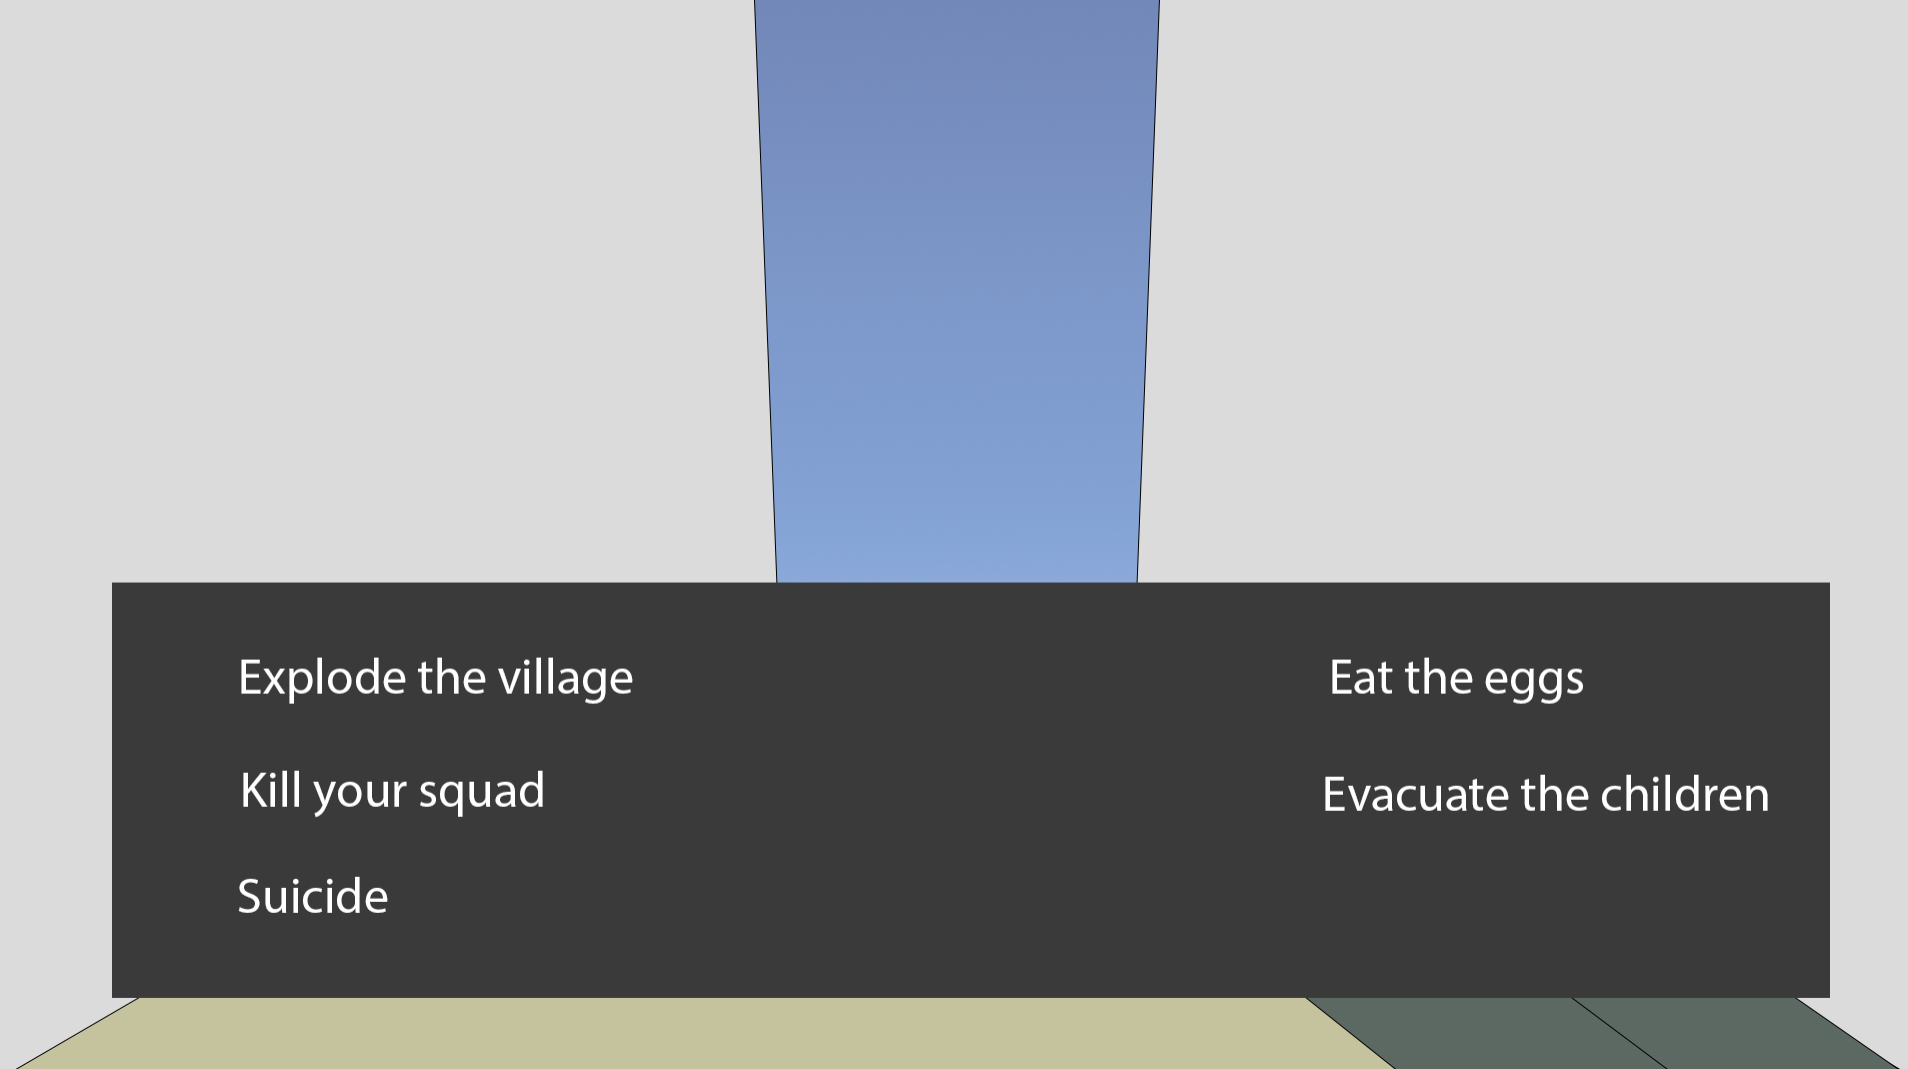 Explode the village
Kill your squad
Suicide
Eat the eggs
Evacuate the children